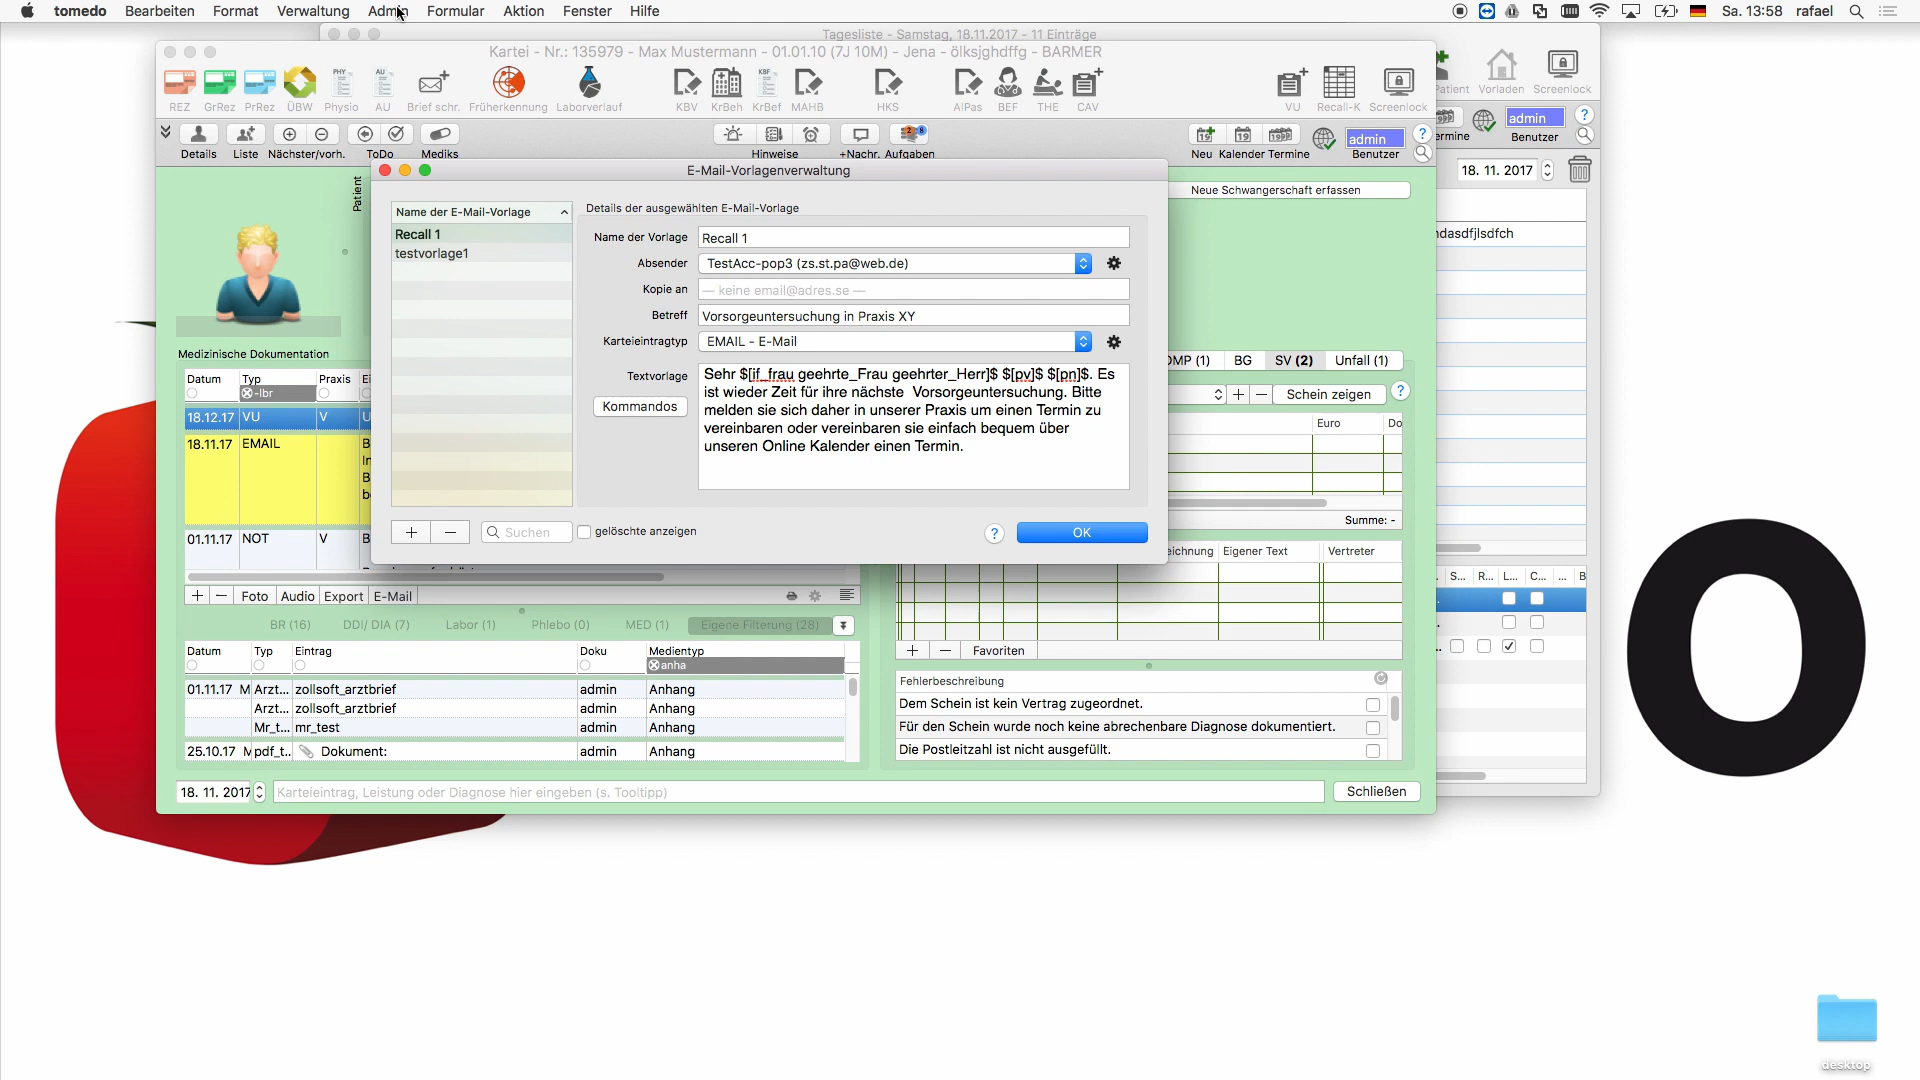 tomedo Bearbeiten Format Verwaltung Admin Formular Aktion Fenster Hilfe
Sa. 13:58 rafael
Tagesliste - Samstag, 18.11.2017 - 11 Einträge
Kartei - Nr.: 135979 - Max Mustermann - 01.01.10 (7J 10M) - Jena - ölksjghdffg - BARMER
REZ GrRez PrRez ÜBW Physio AU Brief schr. Früherkennung Laborverlauf KBV KrBeh KrBef MAHB HKS AlPas BEF THE CAV VU Recall-K Screenlock
Patient Vorladen Screenlock
Details Liste Nächster/vorh. ToDo Mediks Hinweise +Nachr. Aufgaben Neu Kalender Termine
admin
Benutzer
ermine
admin
Benutzer
18. 11. 2017
Patient
E-Mail-Vorlagenverwaltung
Name der E-Mail-Vorlage
Recall 1
testvorlage1
Details der ausgewählten E-Mail-Vorlage
Name der Vorlage Recall 1
Absender TestAcc-pop3 (zs.st.pa@web.de)
Kopie an — keine email@adres.se —
Betreff Vorsorgeuntersuchung in Praxis XY
Karteieintragtyp EMAIL - E-Mail
Textvorlage
Kommandos
Sehr $[if_frau geehrte_Frau geehrter_Herr]$ $[pv]$ $[pn]$. Es
ist wieder Zeit für ihre nächste  Vorsorgeuntersuchung. Bitte
melden sie sich daher in unserer Praxis um einen Termin zu
vereinbaren oder vereinbaren sie einfach bequem über
unseren Online Kalender einen Termin.
+ − Suchen gelöschte anzeigen ? OK
Neue Schwangerschaft erfassen
ndasdfjlsdfch
Medizinische Dokumentation
Datum Typ Praxis
-lbr
18.12.17 VU V
18.11.17 EMAIL
01.11.17 NOT V
+ − Foto Audio Export E-Mail
BR (16) DDI/ DIA (7) Labor (1) Phlebo (0) MED (1) Eigene Filterung (28)
Datum Typ Eintrag Doku Medientyp
anha
01.11.17 M Arzt... zollsoft_arztbrief admin Anhang
Arzt... zollsoft_arztbrief admin Anhang
Mr_t... mr_test admin Anhang
25.10.17 M pdf_t.. Dokument: admin Anhang
DMP (1) BG SV (2) Unfall (1)
+ − Schein zeigen ?
Euro Do
Summe: -
eichnung Eigener Text Vertreter
+ − Favoriten
Fehlerbeschreibung
Dem Schein ist kein Vertrag zugeordnet.
Für den Schein wurde noch keine abrechenbare Diagnose dokumentiert.
Die Postleitzahl ist nicht ausgefüllt.
S... R... L... C... ... B
18. 11. 2017 Karteieintrag, Leistung oder Diagnose hier eingeben (s. Tooltipp) Schließen
o
desktop